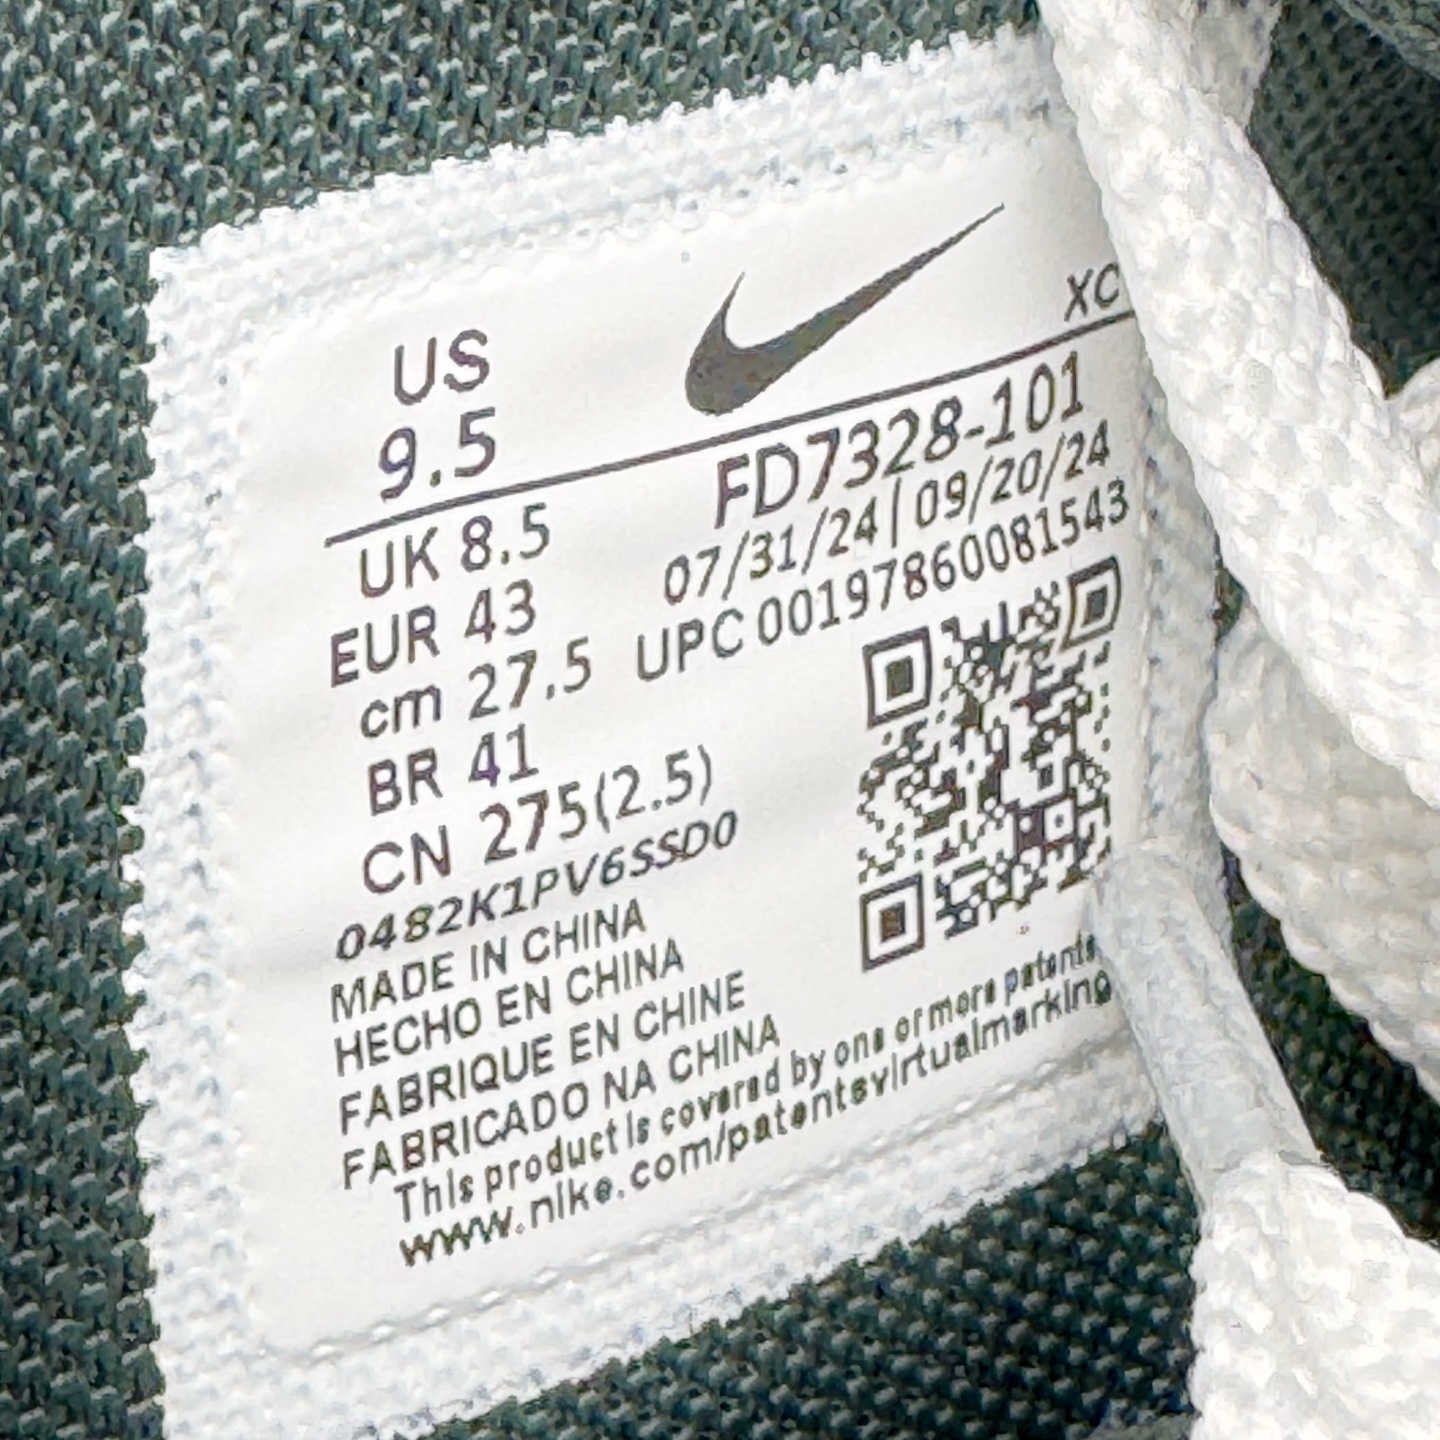 US
9.5
XC
UK 8.5
EUR 43
cm 27.5
BR 41
CN 275(2.5)
FD7328-101
07/31/24|09/20/24
UPC 00197860081543
0482K1PV6SSD0
MADE IN CHINA
HECHO EN CHINA
FABRIQUE EN CHINE
FABRICADO NA CHINA
This product is covered by one or more patents
www.nike.com/patentsvirtualmarking